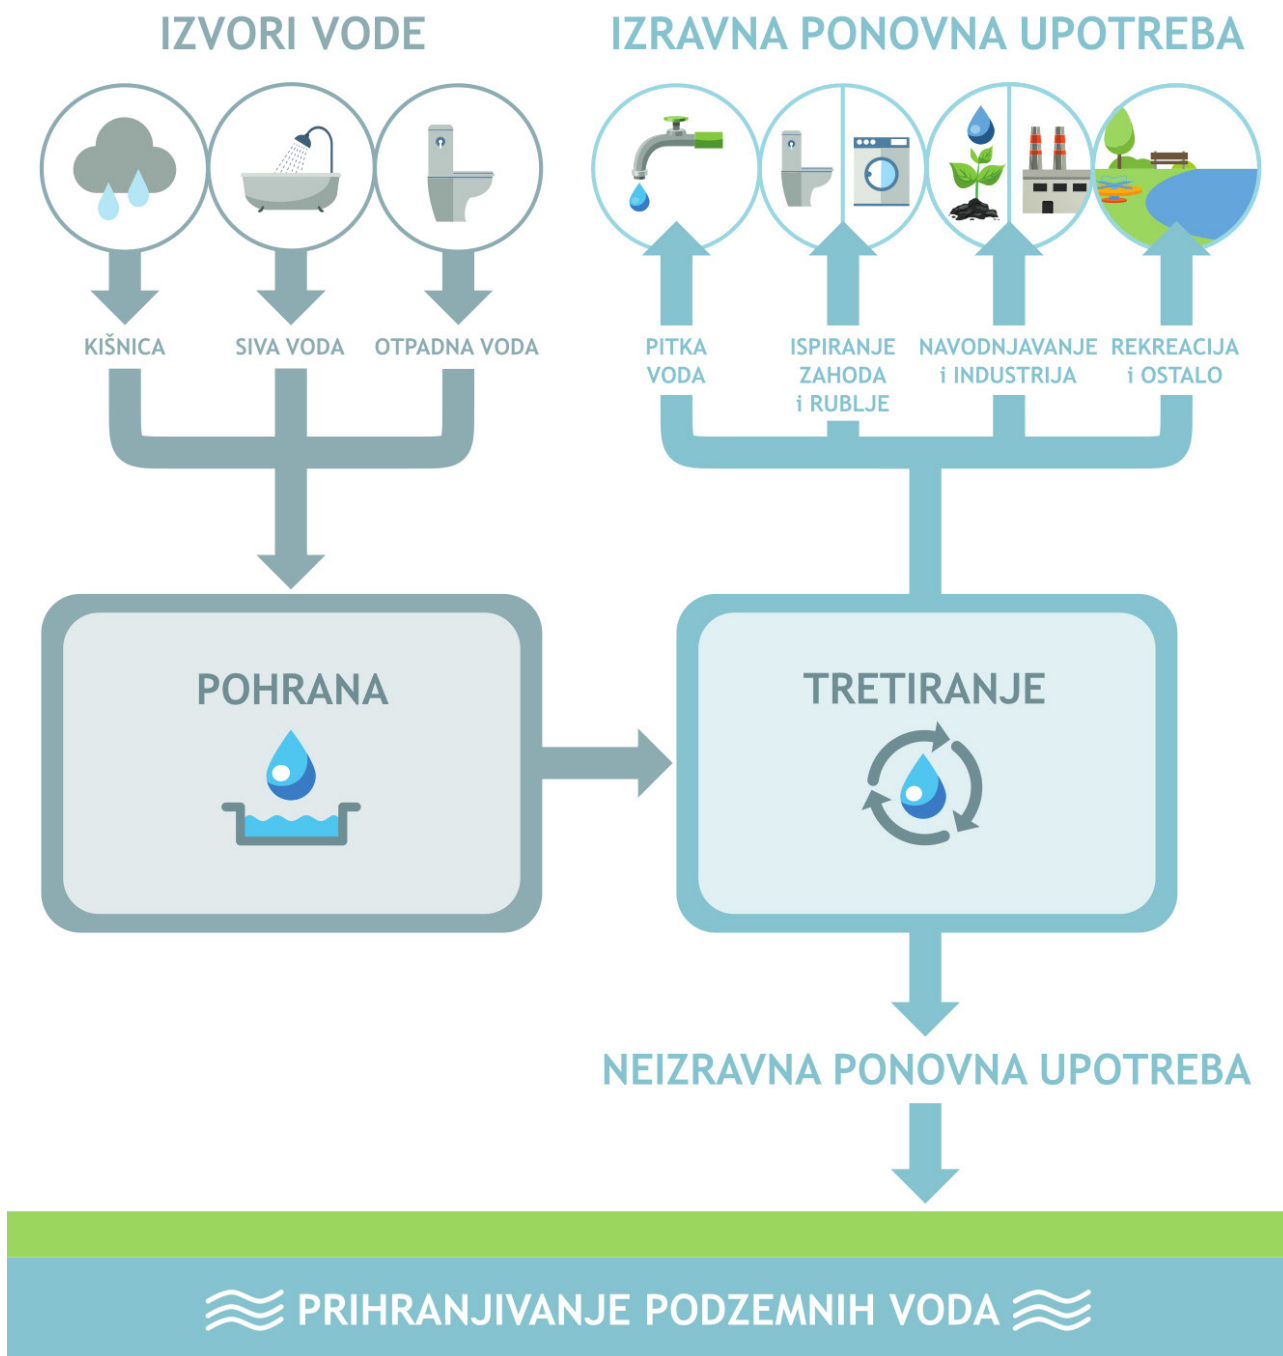 IZVORI VODE
IZRAVNA PONOVNA UPOTREBA
KIŠNICA
SIVA VODA
OTPADNA VODA
PITKA
VODA
ISPIRANJE
ZAHODA
i RUBLJE
NAVODNJAVANJE
i INDUSTRIJA
REKREACIJA
i OSTALO
POHRANA
TRETIRANJE
NEIZRAVNA PONOVNA UPOTREBA
PRIHRANJIVANJE PODZEMNIH VODA